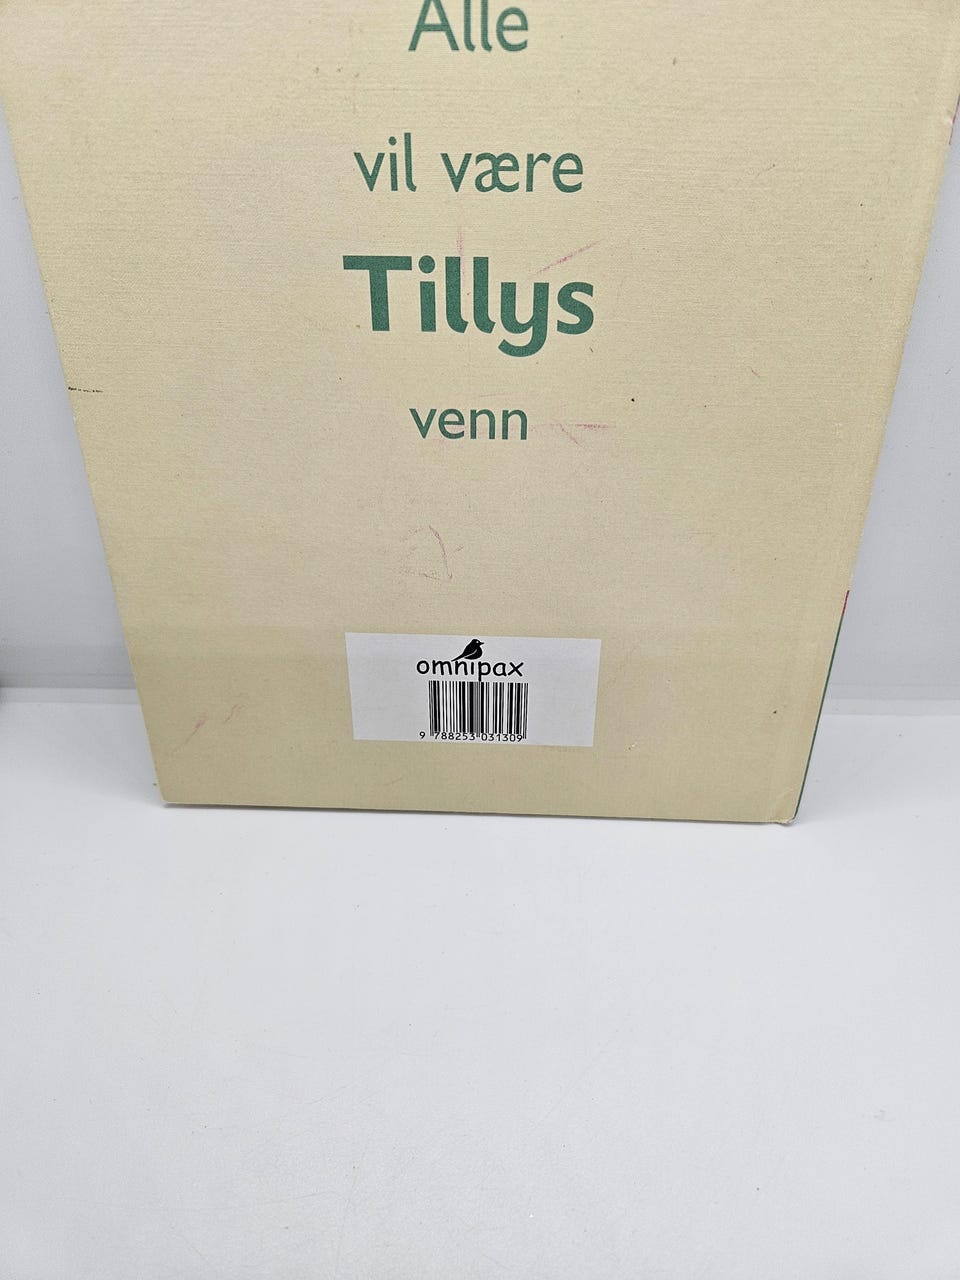 Alle
vil være
Tillys
venn
omnipax
9 788253 031309